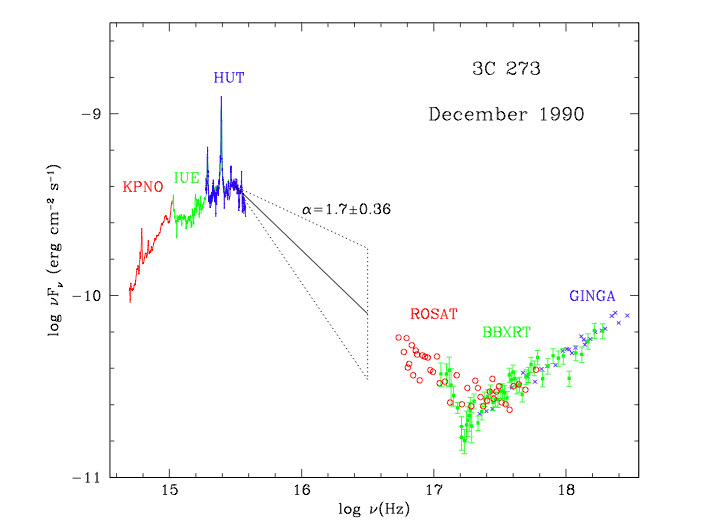 3C 273
December 1990
HUT
KPNO
IUE
α=1.7±0.36
ROSAT
BBXRT
GINGA
-9
-10
-11
log νFν (erg cm⁻² s⁻¹)
15
16
17
18
log ν(Hz)